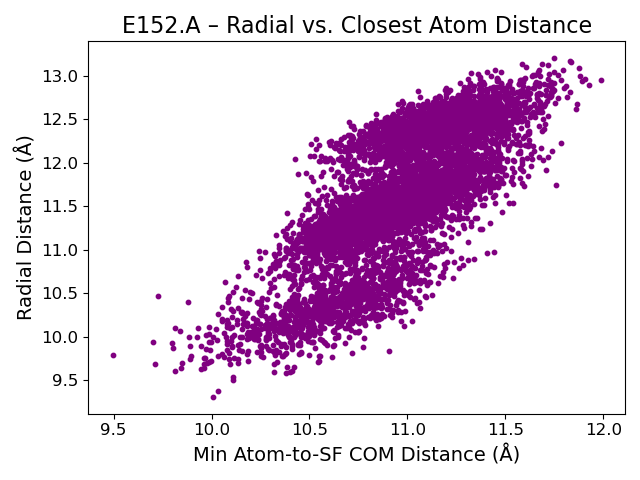 E152.A – Radial vs. Closest Atom Distance
Radial Distance (Å)
13.0
12.5
12.0
11.5
11.0
10.5
10.0
9.5
9.5 10.0 10.5 11.0 11.5 12.0
Min Atom-to-SF COM Distance (Å)